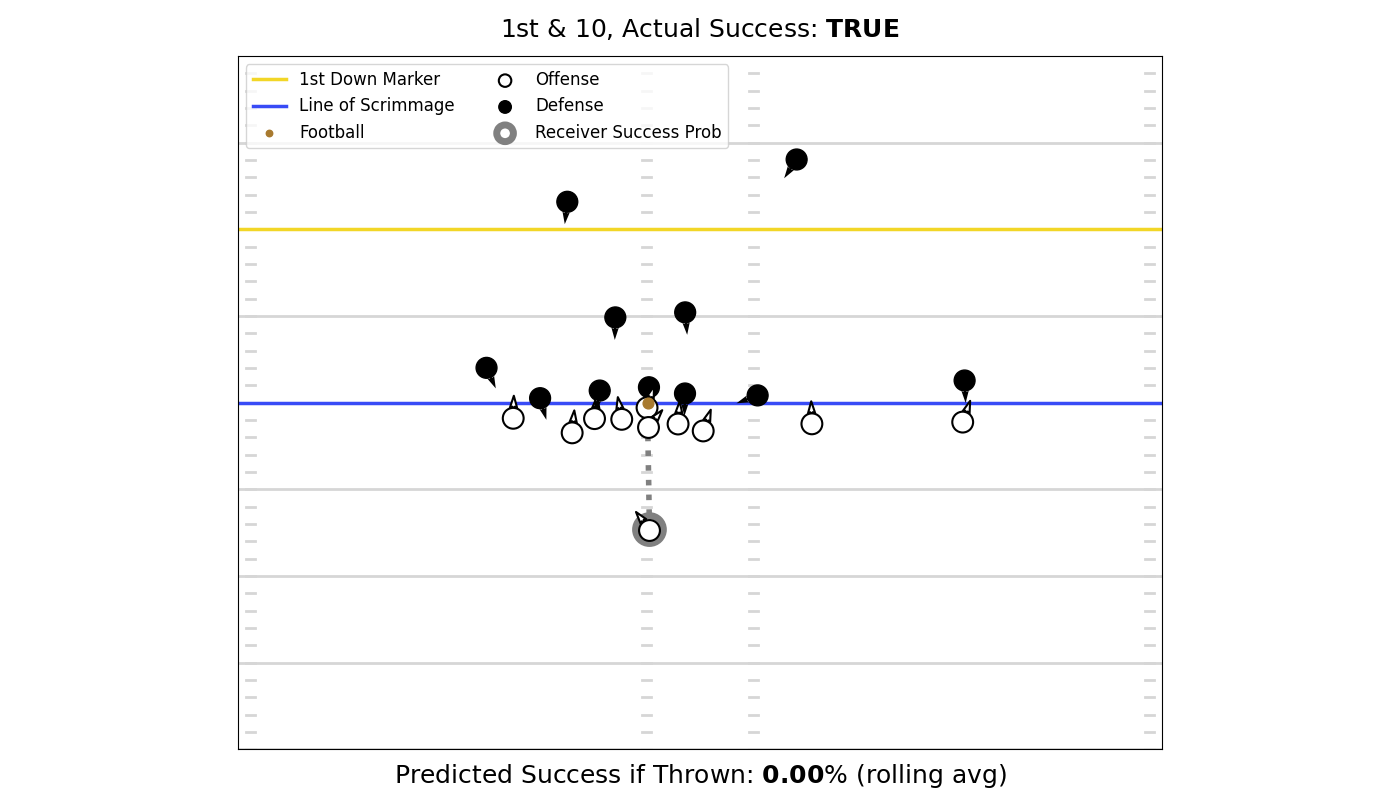 1st & 10, Actual Success: TRUE
1st Down Marker
Line of Scrimmage
Football
Offense
Defense
Receiver Success Prob
Predicted Success if Thrown: 0.00% (rolling avg)